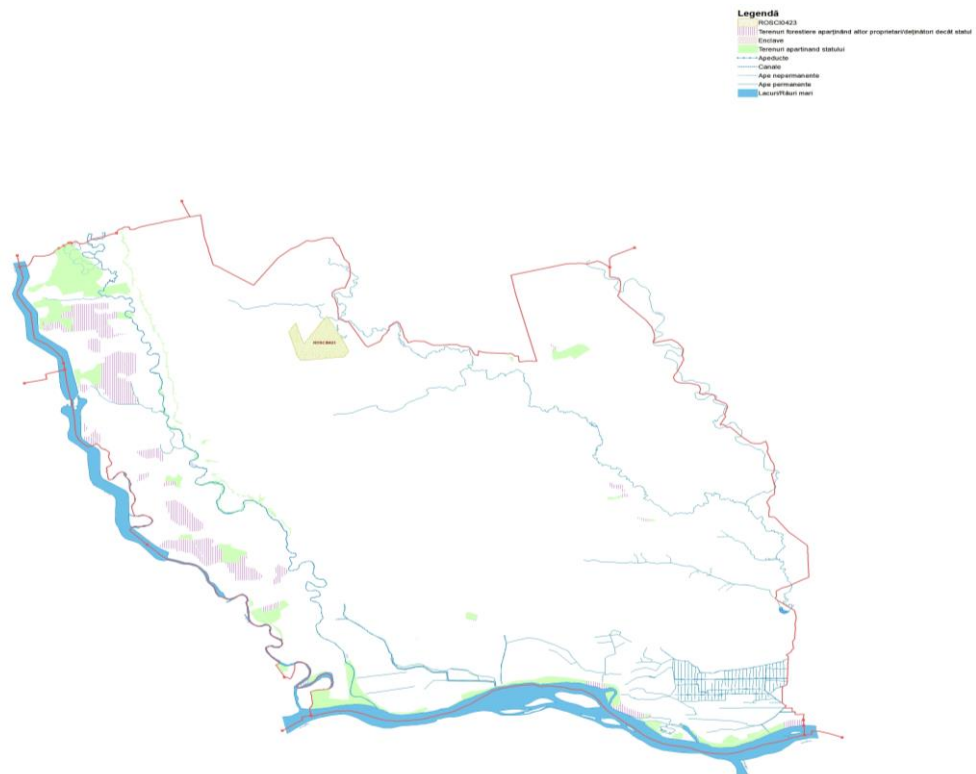 Legendă
ROSCI0423
Terenuri forestiere aparținând altor proprietari/deținători decât statul
Enclave
Terenuri apartinand statului
Apeducte
Canale
Ape nepermanente
Ape permanente
Lacuri/Râuri mari
ROSCI0423